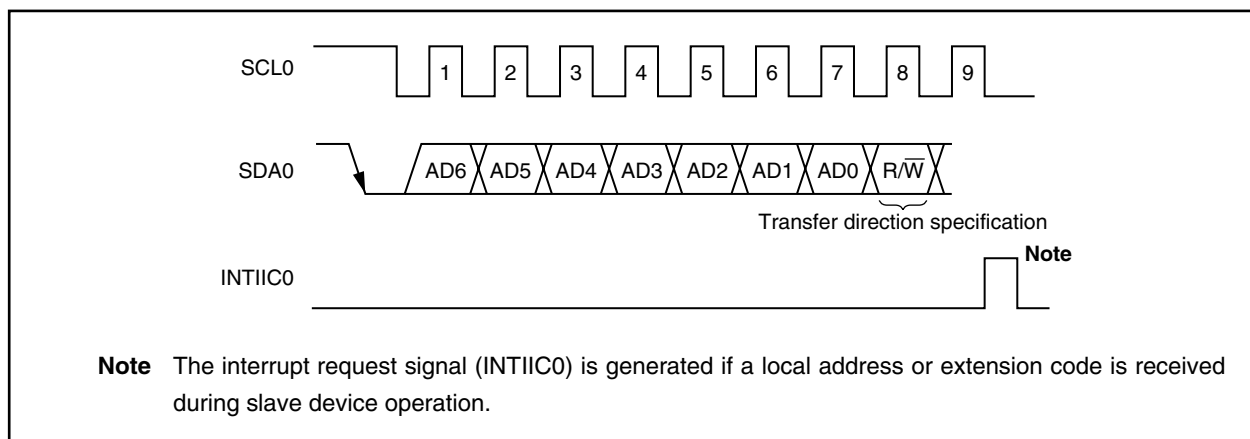 SCL0
1 2 3 4 5 6 7 8 9
SDA0
AD6 AD5 AD4 AD3 AD2 AD1 AD0 R/W̅
Transfer direction specification
Note
INTIIC0
Note The interrupt request signal (INTIIC0) is generated if a local address or extension code is received
during slave device operation.